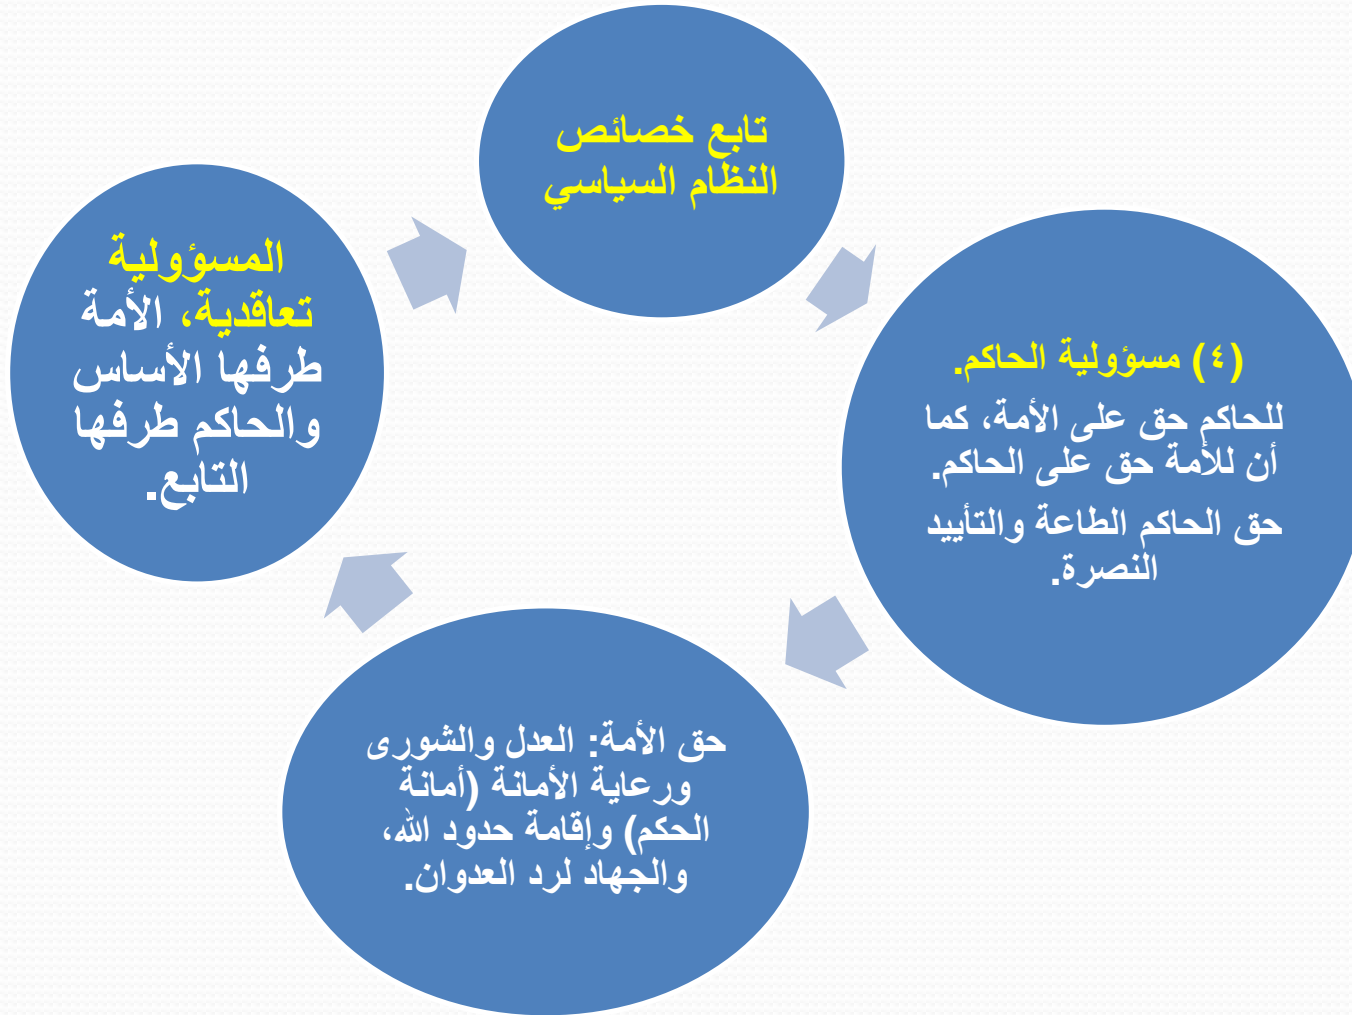 تابع خصائص
النظام السياسي
(٤) مسؤولية الحاكم.
للحاكم حق على الأمة، كما
أن للأمة حق على الحاكم.
حق الحاكم الطاعة والتأييد
النصرة.
حق الأمة: العدل والشورى
ورعاية الأمانة (أمانة
الحكم) وإقامة حدود الله،
والجهاد لرد العدوان.
المسؤولية
تعاقدية، الأمة
طرفها الأساس
والحاكم طرفها
التابع.